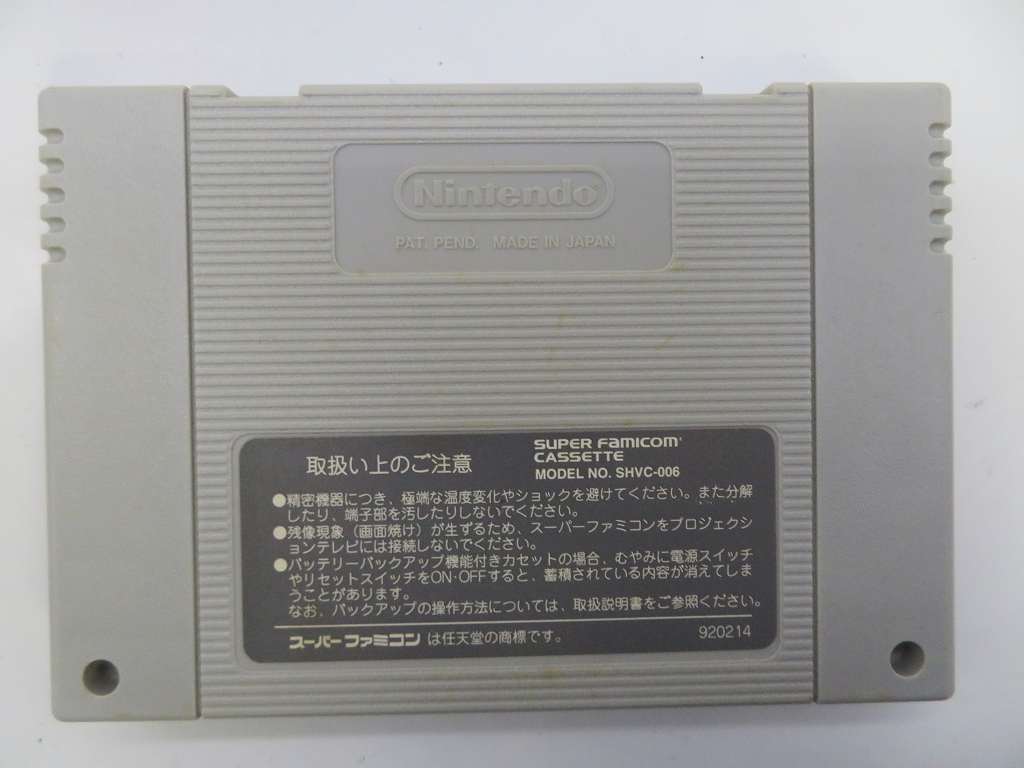 Nintendo
PAT. PEND. MADE IN JAPAN
取扱い上のご注意
SUPER FAMICOM
CASSETTE
MODEL NO. SHVC-006
●精密機器につき、極端な温度変化やショックを避けてください。また分解
したり、端子部を汚したりしないでください。
●残像現象（画面焼け）が生ずるため、スーパーファミコンをプロジェクシ
ョンテレビには接続しないでください。
●バッテリーバックアップ機能付きカセットの場合、むやみに電源スイッチ
やリセットスイッチをON·OFFすると、蓄積されている内容が消えてしま
うことがあります。
なお、バックアップの操作方法については、取扱説明書をご参照ください。
スーパーファミコンは任天堂の商標です。
920214